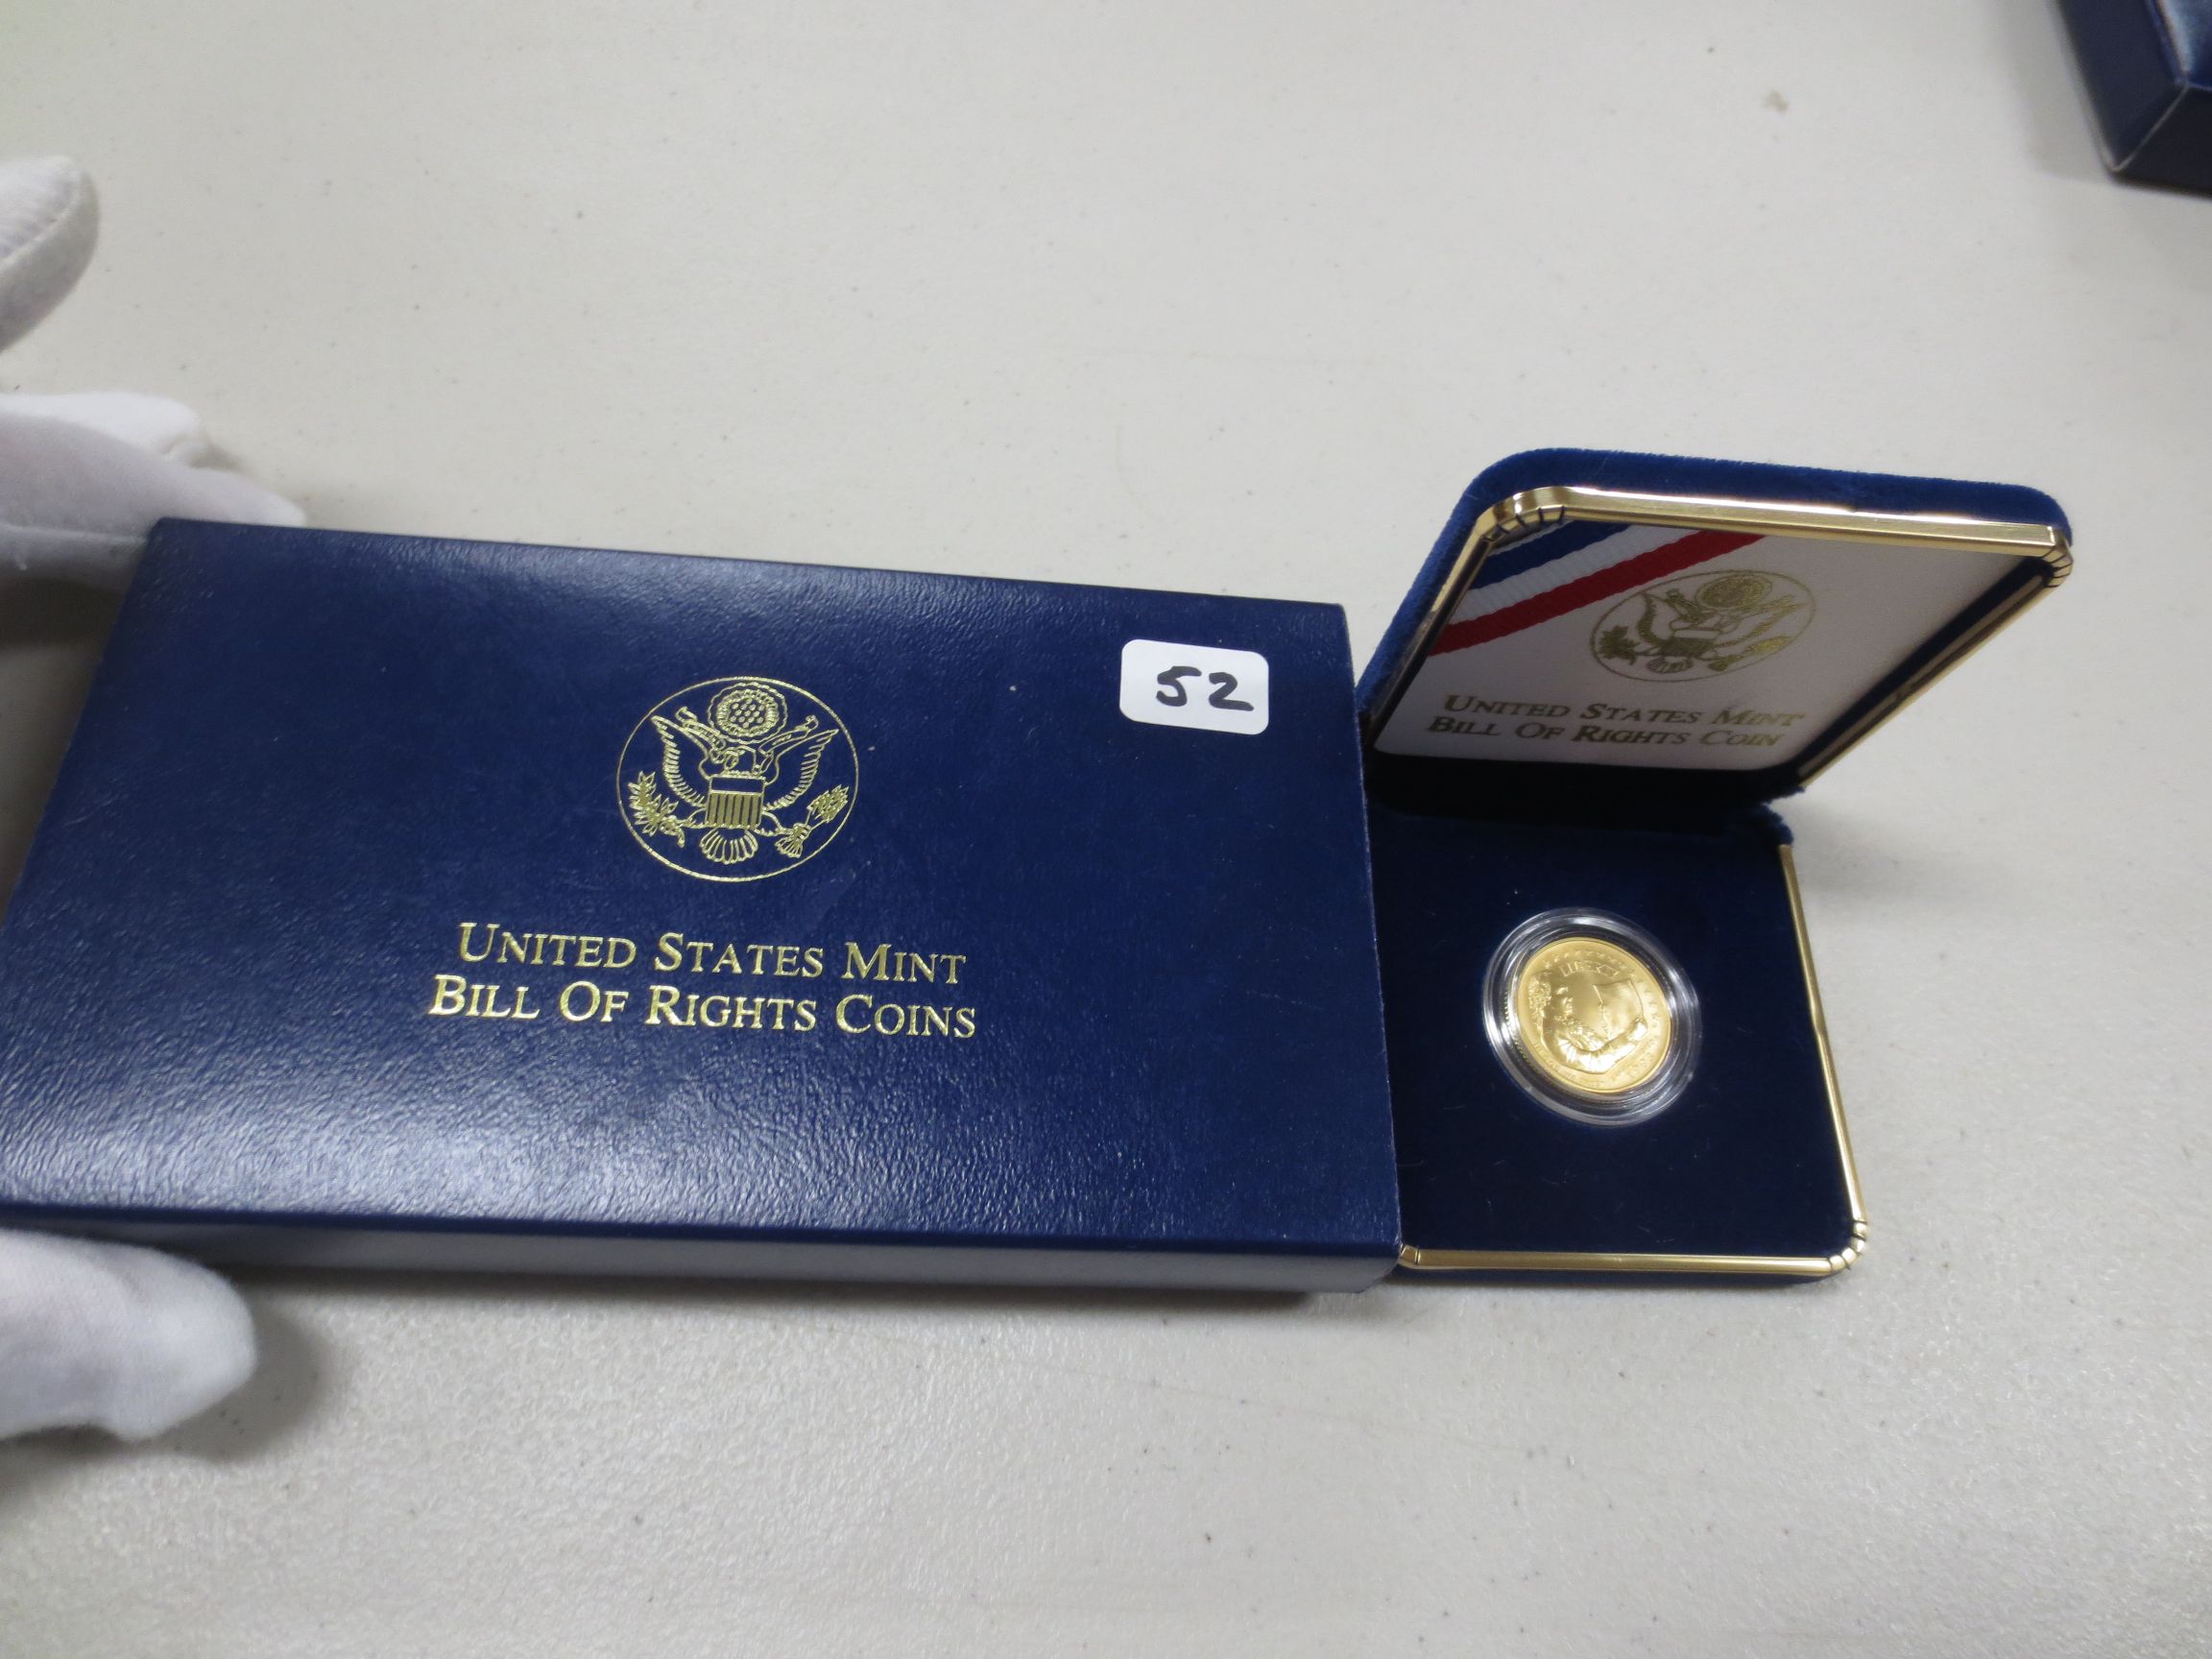 52
UNITED STATES MINT
BILL OF RIGHTS COINS
UNITED STATES MINT
BILL OF RIGHTS COIN
LIBERTY